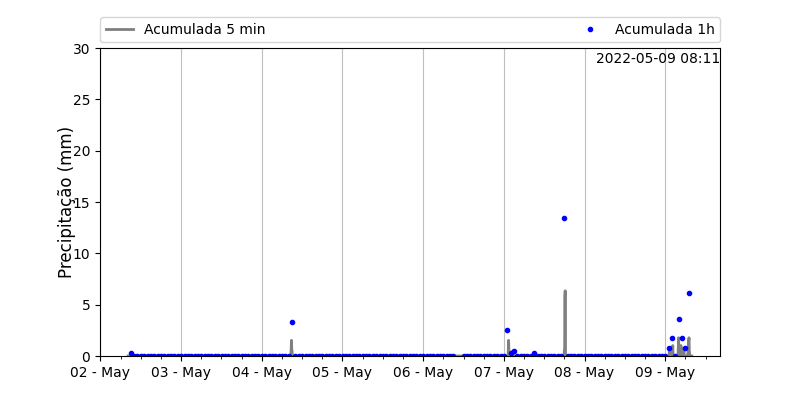 Acumulada 5 min
Acumulada 1h
2022-05-09 08:11
Precipitação (mm)
30
25
20
15
10
5
0
02 - May
03 - May
04 - May
05 - May
06 - May
07 - May
08 - May
09 - May